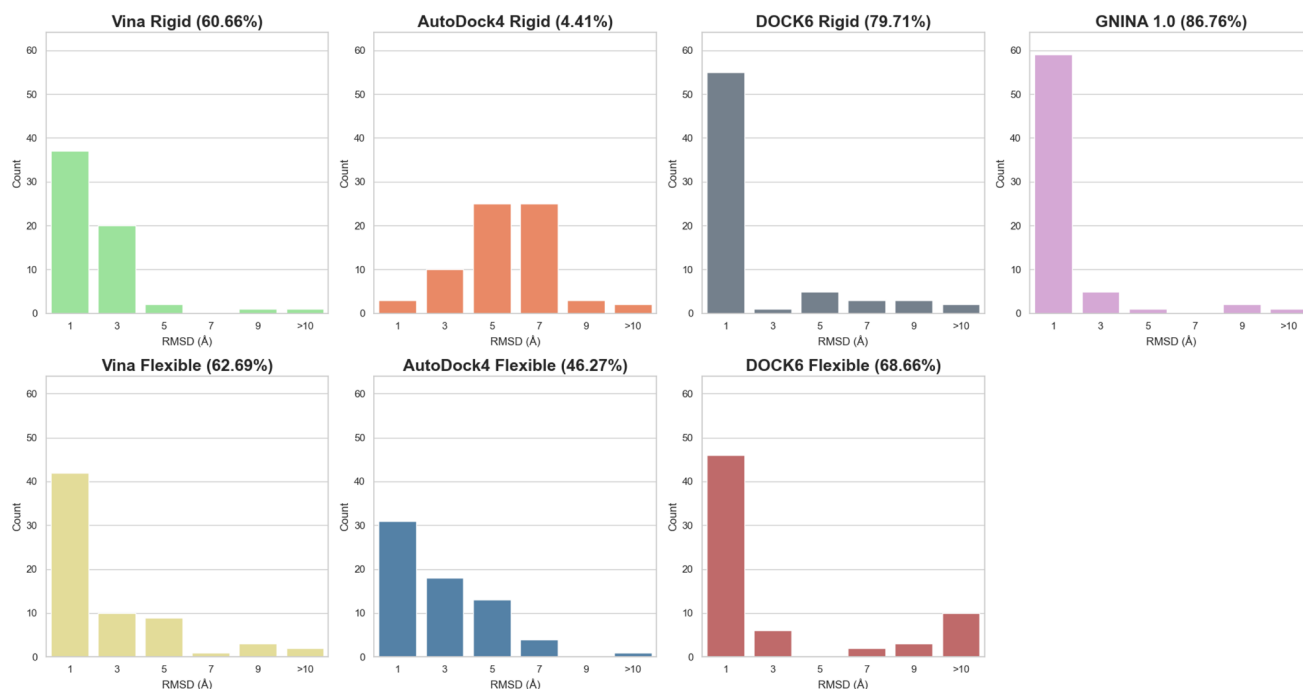 Vina Rigid (60.66%)
60
50
40
30
20
10
0
Count
1 3 5 7 9 >10
RMSD (Å)
AutoDock4 Rigid (4.41%)
60
50
40
30
20
10
0
Count
1 3 5 7 9 >10
RMSD (Å)
DOCK6 Rigid (79.71%)
60
50
40
30
20
10
0
Count
1 3 5 7 9 >10
RMSD (Å)
GNINA 1.0 (86.76%)
60
50
40
30
20
10
0
Count
1 3 5 7 9 >10
RMSD (Å)
Vina Flexible (62.69%)
60
50
40
30
20
10
0
Count
1 3 5 7 9 >10
RMSD (Å)
AutoDock4 Flexible (46.27%)
60
50
40
30
20
10
0
Count
1 3 5 7 9 >10
RMSD (Å)
DOCK6 Flexible (68.66%)
60
50
40
30
20
10
0
Count
1 3 5 7 9 >10
RMSD (Å)